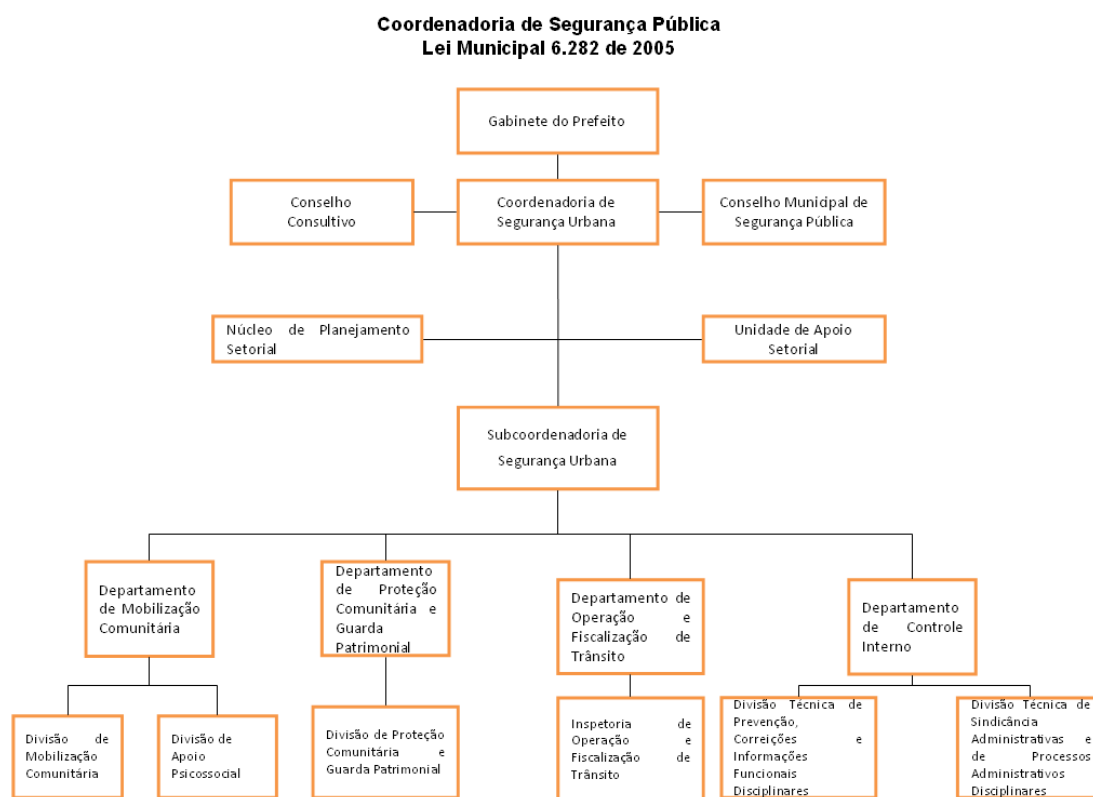 Coordenadoria de Segurança Pública
Lei Municipal 6.282 de 2005
Gabinete do Prefeito
Conselho
Consultivo
Coordenadoria de
Segurança Urbana
Conselho Municipal de
Segurança Pública
Núcleo de Planejamento
Setorial
Unidade de Apoio
Setorial
Subcoordenadoria de
Segurança Urbana
Departamento
de Mobilização
Comunitária
Departamento
de Proteção
Comunitária e
Guarda
Patrimonial
Departamento de
Operação e
Fiscalização de
Trânsito
Departamento
de Controle
Interno
Divisão de
Mobilização
Comunitária
Divisão de
Apoio
Psicossocial
Divisão de Proteção
Comunitária e
Guarda Patrimonial
Inspetoria de
Operação e
Fiscalização de
Trânsito
Divisão Técnica de
Prevenção,
Correições e
Informações
Funcionais
Disciplinares
Divisão Técnica de
Sindicância
Administrativas e
de Processos
Administrativos
Disciplinares